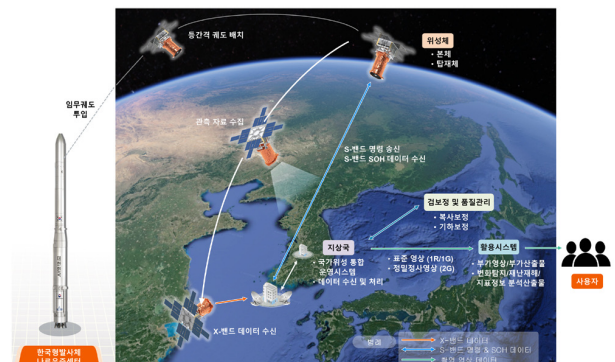 등간격 궤도 배치
위성체
• 본체
• 탑재체
임무궤도
투입
관측 자료 수집
S-밴드 명령 송신
S-밴드 SOH 데이터 수신
검보정 및 품질관리
• 복사보정
• 기하보정
지상국
• 국가위성 통합
운영시스템
• 데이터 수신 및 처리
• 표준 영상 (1R/1G)
• 정밀정사영상 (2G)
활용시스템
• 부가영상/부가산출물
• 변화탐지/재난재해/
지표정보 분석산출물
사용자
X-밴드 데이터 수신
범례
X-밴드 데이터
S-밴드 명령 & SOH 데이터
한국형발사체
나로우주센터